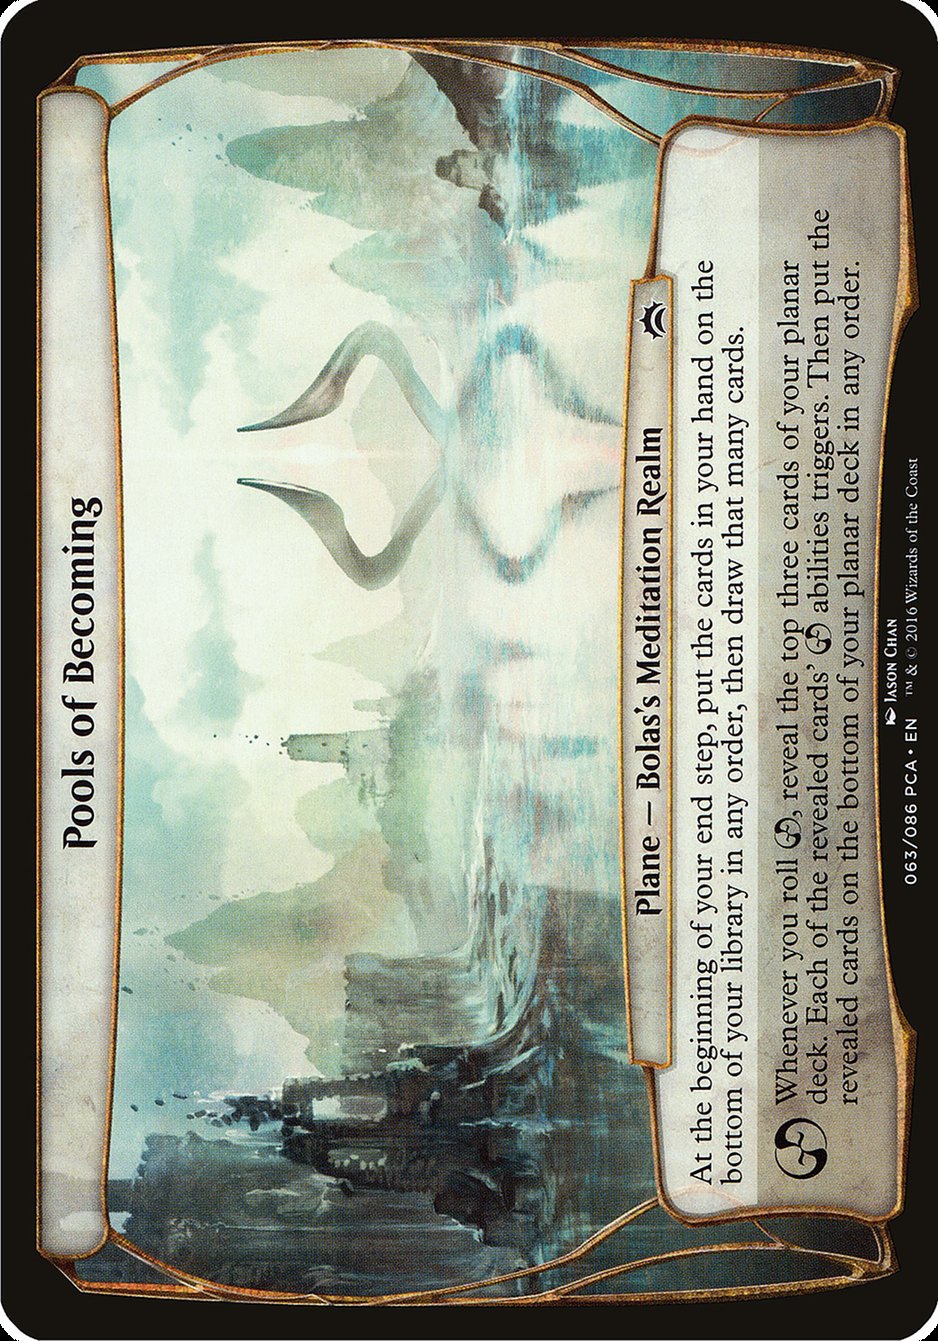 Pools of Becoming
Plane — Bolas's Meditation Realm
At the beginning of your end step, put the cards in your hand on the
bottom of your library in any order, then draw that many cards.
Whenever you roll , reveal the top three cards of your planar
deck. Each of the revealed cards' abilities triggers. Then put the
revealed cards on the bottom of your planar deck in any order.
Jason Chan
063/086 PCA • EN ™ & © 2016 Wizards of the Coast